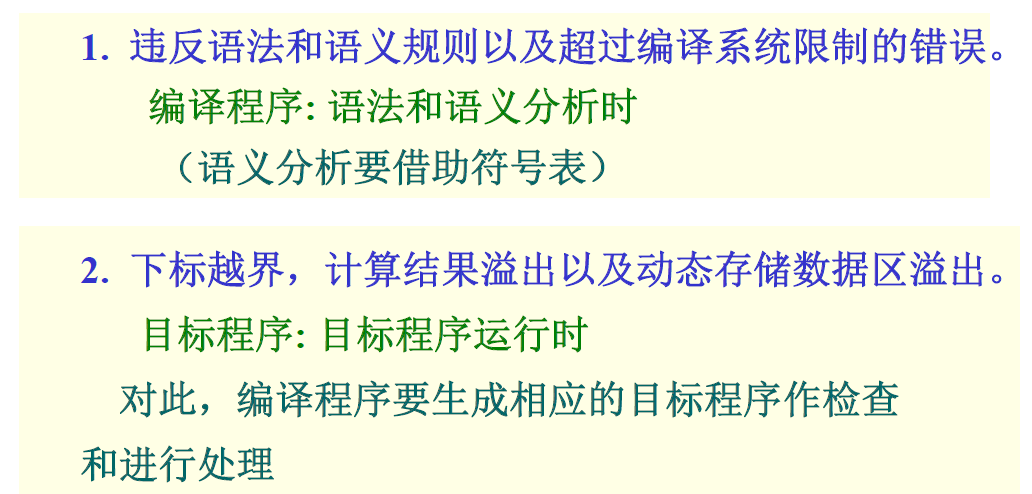 1. 违反语法和语义规则以及超过编译系统限制的错误。
编译程序: 语法和语义分析时
（语义分析要借助符号表）
2. 下标越界，计算结果溢出以及动态存储数据区溢出。
目标程序: 目标程序运行时
对此，编译程序要生成相应的目标程序作检查
和进行处理